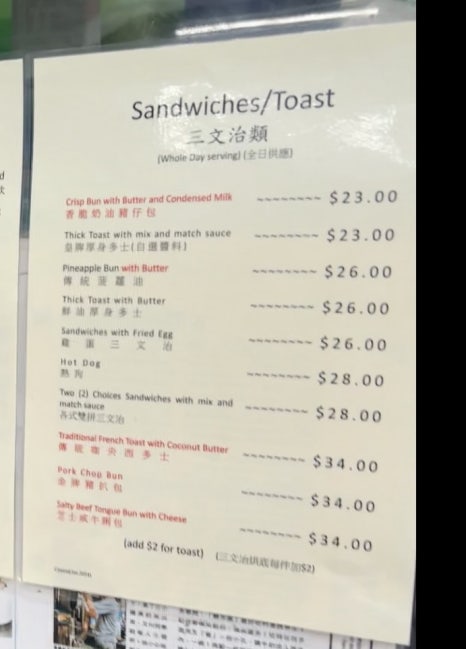 Sandwiches/Toast
三文治類
(Whole Day serving) (全日供應)
Crisp Bun with Butter and Condensed Milk ~~~~~~~~ $23.00
香脆奶油豬仔包
Thick Toast with mix and match sauce ~~~~~~~~ $23.00
皇牌厚身多士(自選醬料)
Pineapple Bun with Butter ~~~~~~~~ $26.00
傳統菠蘿油
Thick Toast with Butter ~~~~~~~~ $26.00
鮮油厚身多士
Sandwiches with Fried Egg ~~~~~~~~ $26.00
雞蛋三文治
Hot Dog ~~~~~~~~ $28.00
熱狗
Two (2) Choices Sandwiches with mix and
match sauce ~~~~~~~~ $28.00
各式雙拼三文治
Traditional French Toast with Coconut Butter ~~~~~~~~ $34.00
傳統咖央西多士
Pork Chop Bun ~~~~~~~~ $34.00
金牌豬扒包
Salty Beef Tongue Bun with Cheese ~~~~~~~~ $34.00
芝士咸牛脷包
(add $2 for toast) (三文治烘底每件加$2)